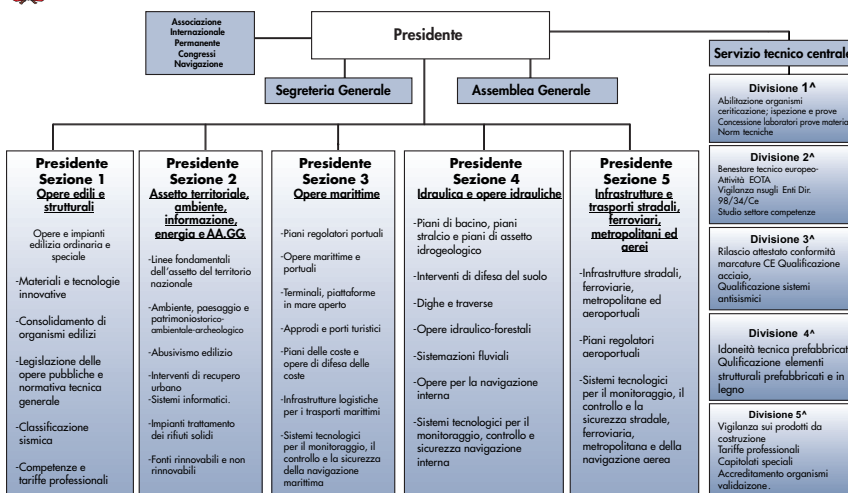 Associazione
Internazionale
Permanente
Congressi
Navigazione
Presidente
Segreteria Generale
Assemblea Generale
Servizio tecnico centrale
Presidente
Sezione 1
Opere edili e
strutturali
Opere e impianti
edilizia ordinaria e
speciale
-Materiali e tecnologie
innovative
-Consolidamento di
organismi edilizi
-Legislazione delle
opere pubbliche e
normativa tecnica
generale
-Classificazione
sismica
-Competenze e
tariffe professionali
Presidente
Sezione 2
Assetto territoriale,
ambiente,
informazione,
energia e AA.GG.
-Linee fondamentali
dell'assetto del territorio
nazionale
-Ambiente, paesaggio e
patrimoniostorico-
ambientale-archeologico
-Abusivismo edilizio
-Interventi di recupero
urbano
-Sistemi informatici.
-Impianti trattamento
dei rifiuti solidi
-Fonti rinnovabili e non
rinnovabili
Presidente
Sezione 3
Opere marittime
-Piani regolatori portuali
-Opere marittime e
portuali
-Terminali, piattaforme
in mare aperto
-Approdi e porti turistici
-Piani delle coste e
opere di difesa delle
coste
-Infrastrutture logistiche
per i trasporti marittimi
-Sistemi tecnologici
per il monitoraggio, il
controllo e la sicurezza
della navigazione
marittima
Presidente
Sezione 4
Idraulica e opere idrauliche
-Piani di bacino, piani
stralcio e piani di assetto
idrogeologico
-Interventi di difesa del suolo
-Dighe e traverse
-Opere idraulico-forestali
-Sistemazioni fluviali
-Opere per la navigazione
interna
-Sistemi tecnologici per il
monitoraggio, controllo e
sicurezza navigazione
interna
Presidente
Sezione 5
Infrastrutture e
trasporti stradali,
ferroviari,
metropolitani ed
aerei
-Infrastrutture stradali,
ferroviarie,
metropolitane ed
aeroportuali
-Piani regolatori
aeroportuali
-Sistemi tecnologici
per il monitoraggio, il
controllo e la
sicurezza stradale,
ferroviaria,
metropolitana e della
navigazione aerea
Divisione 1^
Abilitazione organismi
ceriticazione; ispezione e prove
Concessione laboratori prove materia
Norm tecniche
Divisione 2^
Benestare tecnico europeo-
Attività EOTA
Vigilanza nsugli Enti Dir.
98/34/Ce
Studio settore competenze
Divisione 3^
Rilascio attestato conformità
marcature CE Qualificazione
acciaio,
Qualificazione sistemi
antisismici
Divisione 4^
Idoneità tecnica prefabbricat
Qulificazione elementi
strutturali prefabbricati e in
legno
Divisione 5^
Vigilanza sui prodotti da
costruzione
Tariffe professionali
Capitolati speciali
Accreditamento organismi
validaizone.